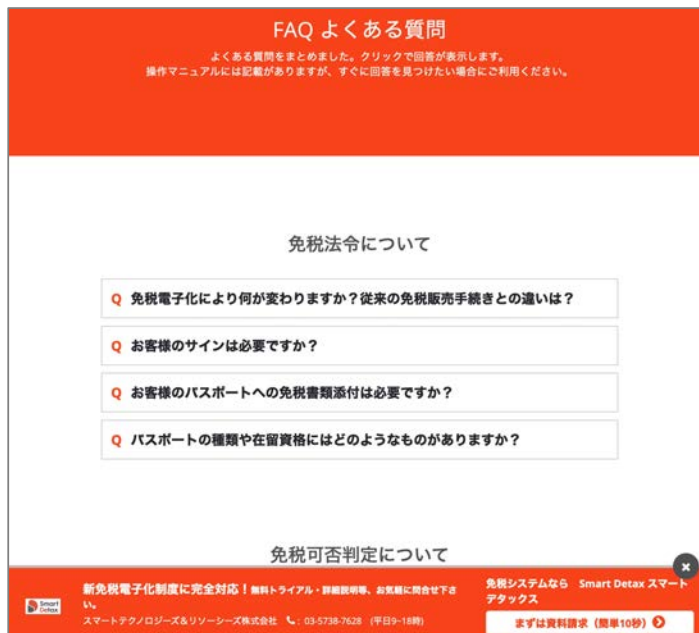 FAQ よくある質問
よくある質問をまとめました。クリックで回答が表示します。
操作マニュアルには記載がありますが、すぐに回答を見つけたい場合にご利用ください。
免税法令について
Q 免税電子化により何が変わりますか？従来の免税販売手続きとの違いは？
Q お客様のサインは必要ですか？
Q お客様のパスポートへの免税書類添付は必要ですか？
Q パスポートの種類や在留資格にはどのようなものがありますか？
免税可否判定について
Smart
Detax
新免税電子化制度に完全対応！無料トライアル・詳細説明等、お気軽に問合せ下さ
い。
スマートテクノロジーズ&リソーシーズ株式会社 : 03-5738-7628 (平日9~18時)
免税システムなら Smart Detax スマート
デタックス
まずは資料請求（簡単10秒）